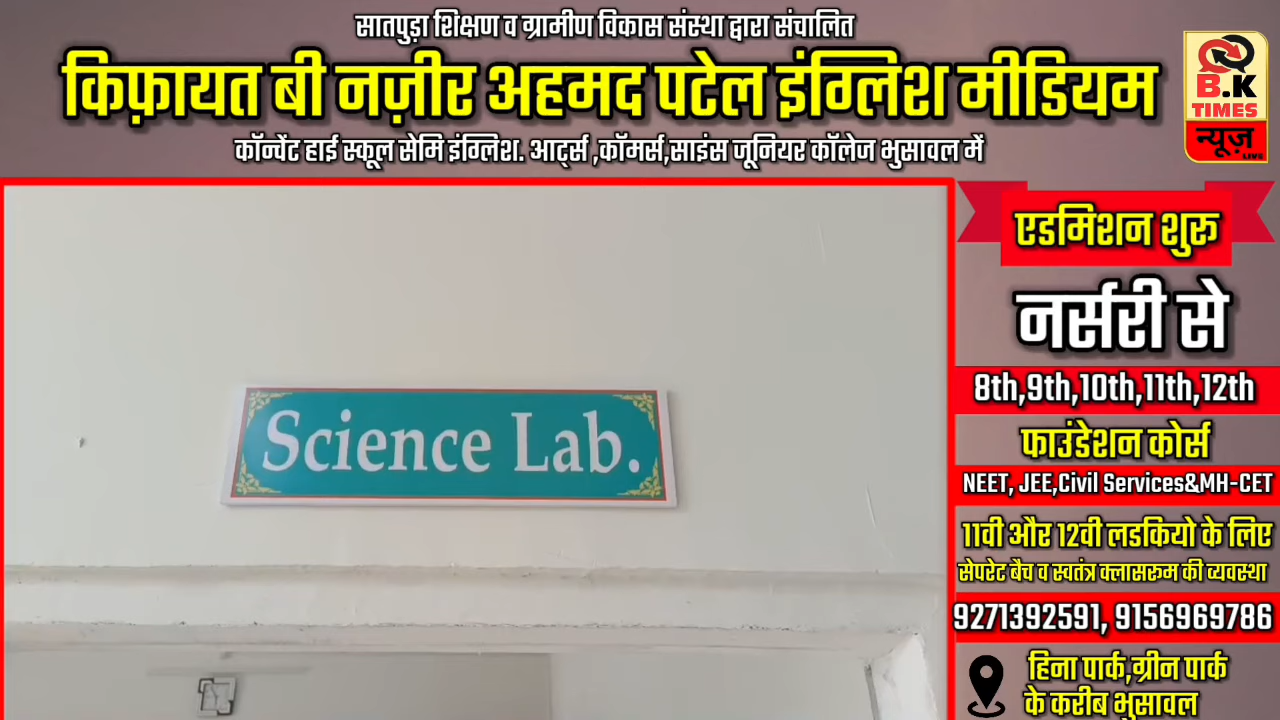 सातपुड़ा शिक्षण व ग्रामीण विकास संस्था द्वारा संचालित
किफ़ायत बी नज़ीर अहमद पटेल इंग्लिश मीडियम
कॉन्वेंट हाई स्कूल सेमि इंग्लिश. आर्ट्स ,कॉमर्स,साइंस जूनियर कॉलेज भुसावल में
B.K
TIMES
न्यूज़
LIVE
Science Lab.
एडमिशन शुरू
नर्सरी से
8th,9th,10th,11th,12th
फाउंडेशन कोर्स
NEET, JEE,Civil Services&MH-CET
11वी और 12वी लडकियो के लिए
सेपरेट बैच व स्वतंत्र क्लासरूम की व्यवस्था
9271392591, 9156969786
हिना पार्क,ग्रीन पार्क
के करीब भुसावल